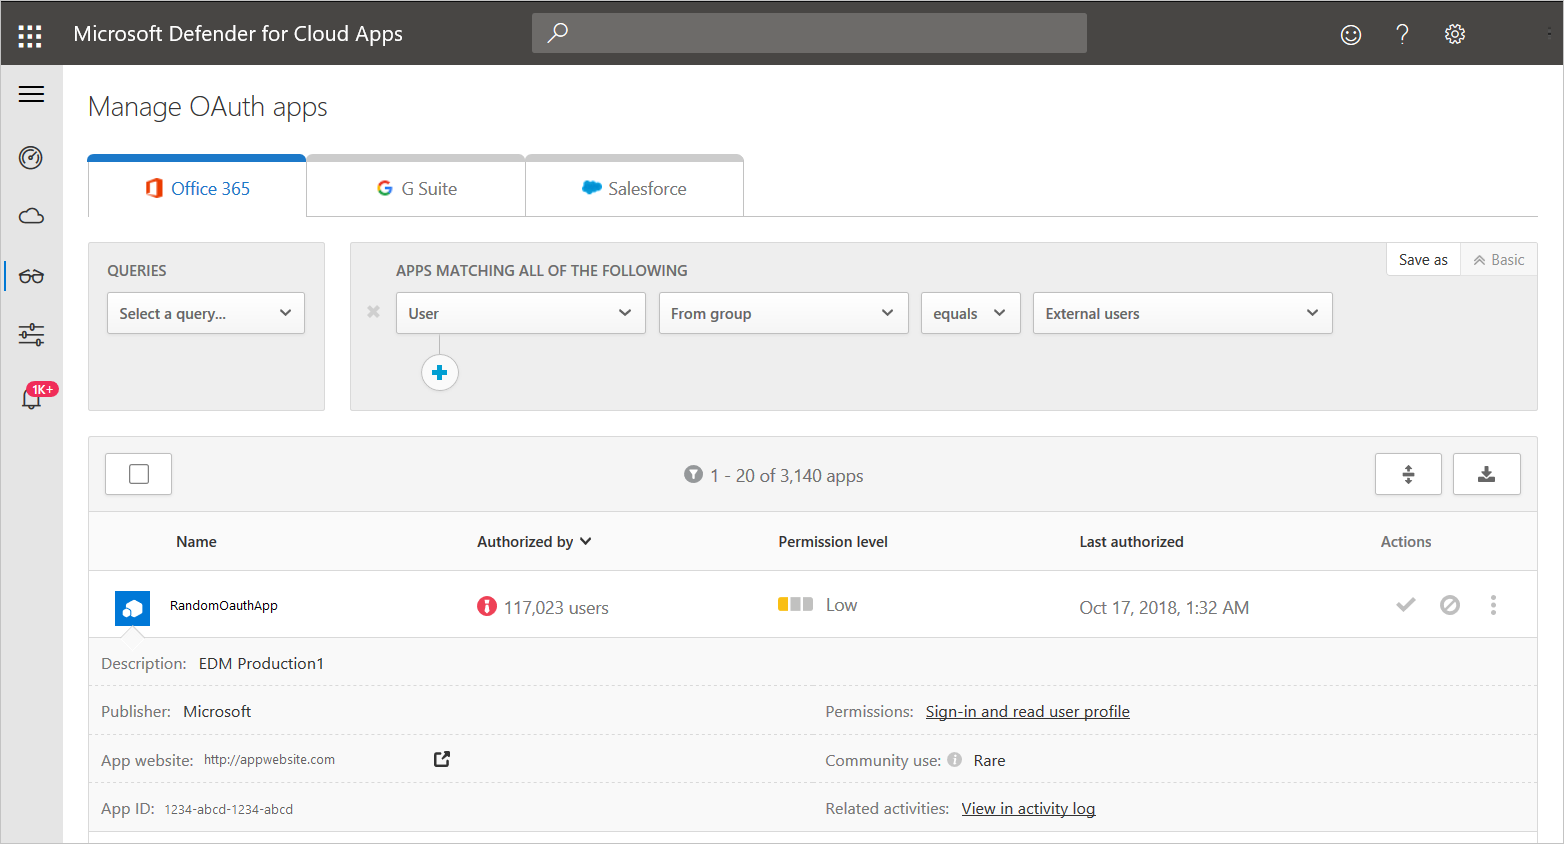 Microsoft Defender for Cloud Apps
Manage OAuth apps
Office 365
G Suite
Salesforce
QUERIES
Select a query...
APPS MATCHING ALL OF THE FOLLOWING
Save as
Basic
User
From group
equals
External users
1K+
1 - 20 of 3,140 apps
Name
Authorized by
Permission level
Last authorized
Actions
RandomOauthApp
117,023 users
Low
Oct 17, 2018, 1:32 AM
Description: EDM Production1
Publisher: Microsoft
Permissions: Sign-in and read user profile
App website: http://appwebsite.com
Community use: Rare
App ID: 1234-abcd-1234-abcd
Related activities: View in activity log